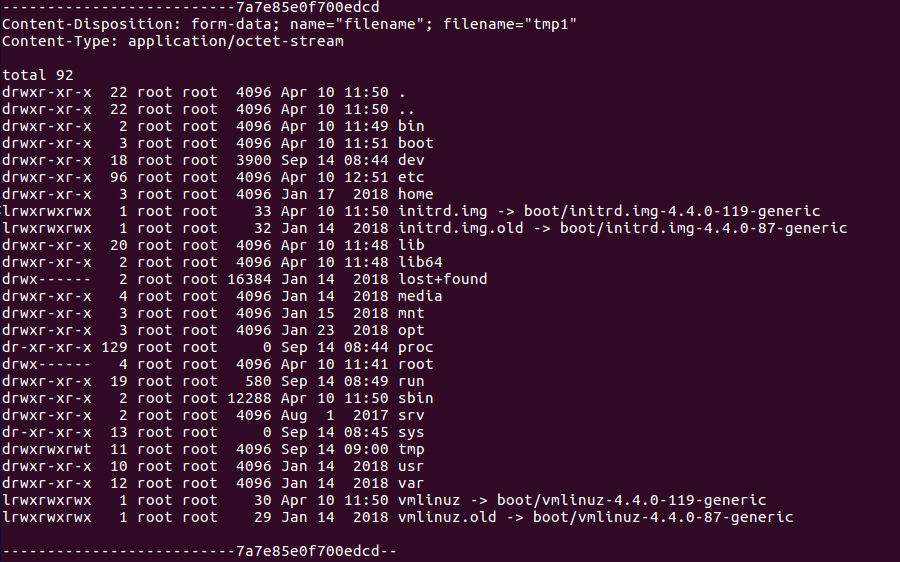 --------------------------7a7e85e0f700edcd
Content-Disposition: form-data; name="filename"; filename="tmp1"
Content-Type: application/octet-stream

total 92
drwxr-xr-x  22 root root  4096 Apr 10 11:50 .
drwxr-xr-x  22 root root  4096 Apr 10 11:50 ..
drwxr-xr-x   2 root root  4096 Apr 10 11:49 bin
drwxr-xr-x   3 root root  4096 Apr 10 11:51 boot
drwxr-xr-x  18 root root  3900 Sep 14 08:44 dev
drwxr-xr-x  96 root root  4096 Apr 10 12:51 etc
drwxr-xr-x   3 root root  4096 Jan 17  2018 home
lrwxrwxrwx   1 root root    33 Apr 10 11:50 initrd.img -> boot/initrd.img-4.4.0-119-generic
lrwxrwxrwx   1 root root    32 Jan 14  2018 initrd.img.old -> boot/initrd.img-4.4.0-87-generic
drwxr-xr-x  20 root root  4096 Apr 10 11:48 lib
drwxr-xr-x   2 root root  4096 Apr 10 11:48 lib64
drwx------   2 root root 16384 Jan 14  2018 lost+found
drwxr-xr-x   4 root root  4096 Jan 14  2018 media
drwxr-xr-x   3 root root  4096 Jan 15  2018 mnt
drwxr-xr-x   3 root root  4096 Jan 23  2018 opt
dr-xr-xr-x 129 root root     0 Sep 14 08:44 proc
drwx------   4 root root  4096 Apr 10 11:41 root
drwxr-xr-x  19 root root   580 Sep 14 08:49 run
drwxr-xr-x   2 root root 12288 Apr 10 11:50 sbin
drwxr-xr-x   2 root root  4096 Aug  1  2017 srv
dr-xr-xr-x  13 root root     0 Sep 14 08:45 sys
drwxrwxrwt  11 root root  4096 Sep 14 09:00 tmp
drwxr-xr-x  10 root root  4096 Jan 14  2018 usr
drwxr-xr-x  12 root root  4096 Jan 14  2018 var
lrwxrwxrwx   1 root root    30 Apr 10 11:50 vmlinuz -> boot/vmlinuz-4.4.0-119-generic
lrwxrwxrwx   1 root root    29 Jan 14  2018 vmlinuz.old -> boot/vmlinuz-4.4.0-87-generic

--------------------------7a7e85e0f700edcd--